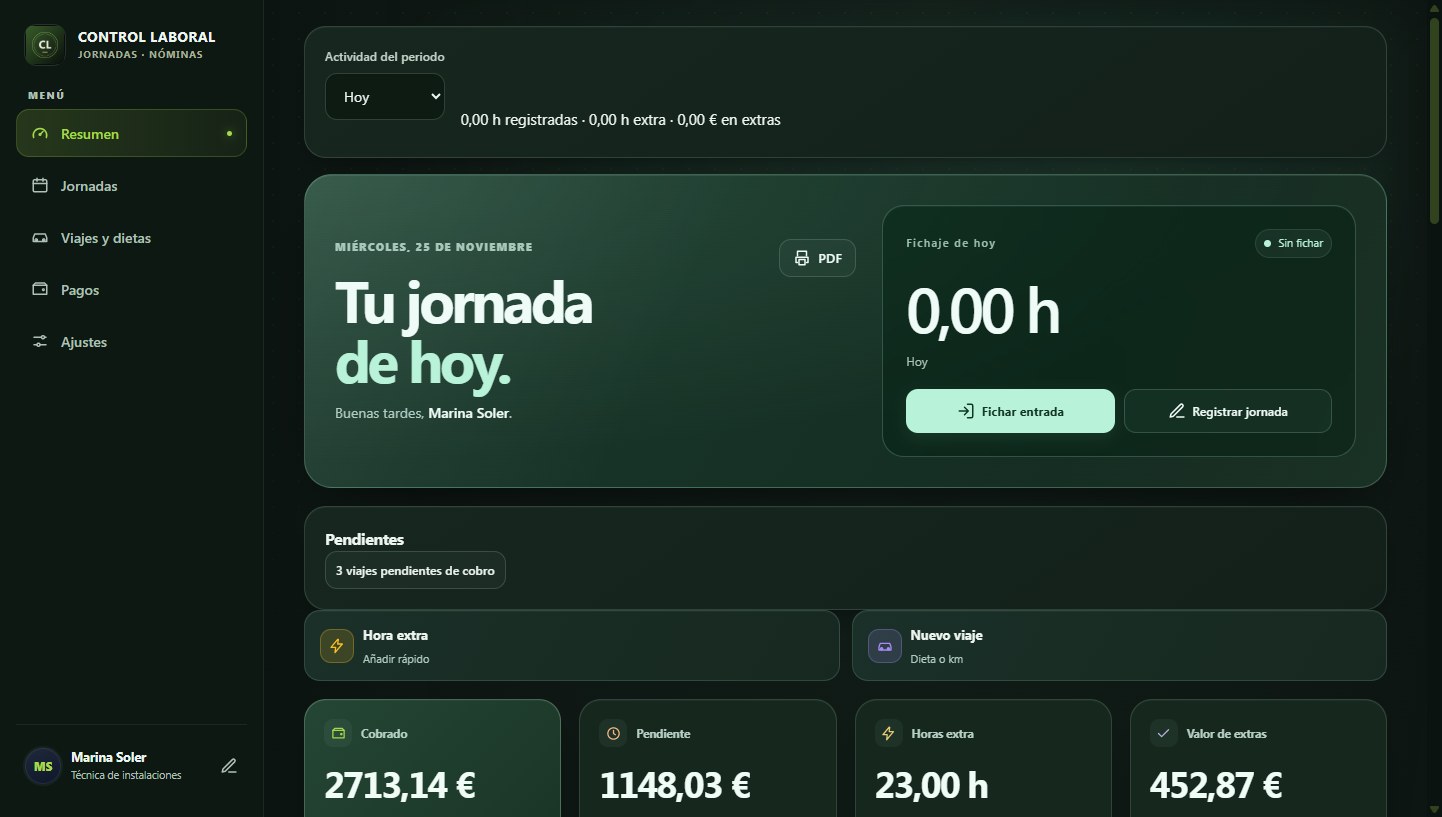 CL
CONTROL LABORAL
JORNADAS · NÓMINAS
MENÚ
Resumen
Jornadas
Viajes y dietas
Pagos
Ajustes
MS
Marina Soler
Técnica de instalaciones
Actividad del periodo
Hoy
0,00 h registradas · 0,00 h extra · 0,00 € en extras
MIÉRCOLES, 25 DE NOVIEMBRE
PDF
Tu jornada
de hoy.
Buenas tardes, Marina Soler.
Fichaje de hoy
Sin fichar
0,00 h
Hoy
Fichar entrada
Registrar jornada
Pendientes
3 viajes pendientes de cobro
Hora extra
Añadir rápido
Nuevo viaje
Dieta o km
Cobrado
2713,14 €
Pendiente
1148,03 €
Horas extra
23,00 h
Valor de extras
452,87 €